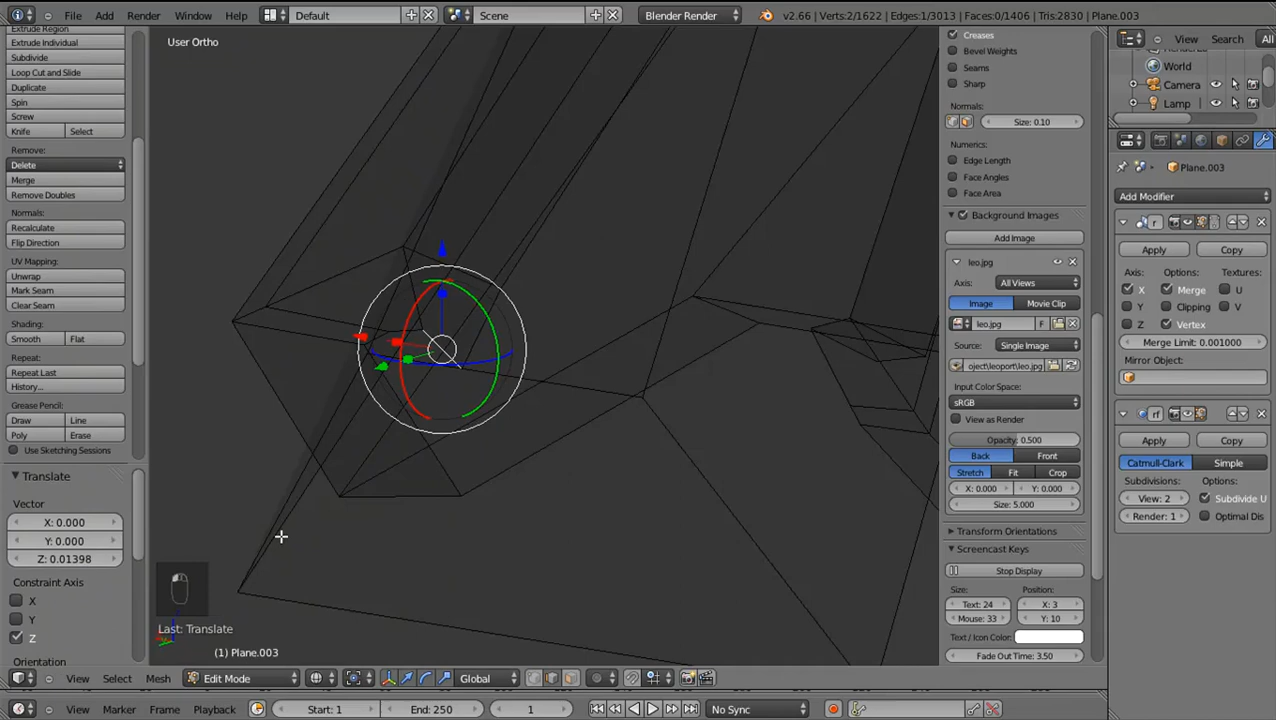 File Add Render Window Help Default Scene Blender Render v2.66 | Verts:2/1622 | Edges:1/3013 | Faces:0/1406 | Tris:2830 | Plane.003
View Search All
Extrude Region
Extrude Individual
Subdivide
Loop Cut and Slide
Duplicate
Spin
Screw
Knife Select
Remove:
Delete
Merge
Remove Doubles
Normals:
Recalculate
Flip Direction
UV Mapping:
Unwrap
Mark Seam
Clear Seam
Shading:
Smooth Flat
Repeat:
Repeat Last
History...
Grease Pencil:
Draw Line
Poly Erase
Use Sketching Sessions
Translate
Vector
X: 0.000
Y: 0.000
Z: 0.01398
Constraint Axis
X
Y
Z
Orientation
User Ortho
Last: Translate
(1) Plane.003
Creases
Bevel Weights
Seams
Sharp
Normals:
Size: 0.10
Numerics:
Edge Length
Face Angles
Face Area
Background Images
Add Image
leo.jpg
Axis: All Views
Image Movie Clip
leo.jpg F
Source: Single Image
oject\leoport\leo.jpg
Input Color Space:
sRGB
View as Render
Opacity: 0.500
Back Front
Stretch Fit Crop
X: 0.000 Y: 0.000
Size: 5.000
Transform Orientations
Screencast Keys
Stop Display
Size: Position:
Text: 24 X: 3
Mouse: 33 Y: 10
Text / Icon Color:
Fade Out Time: 3.50
World
Camera
Lamp
Plane.003
Add Modifier
Apply Copy
Axis: Options: Textures:
X Merge U
Y Clipping V
Z Vertex
Merge Limit: 0.001000
Mirror Object:
rf
Apply Copy
Catmull-Clark Simple
Subdivisions: Options:
View: 2 Subdivide U
Render: 1 Optimal Dis
View Select Mesh Edit Mode Global
View Marker Frame Playback Start: 1 End: 250 1 No Sync